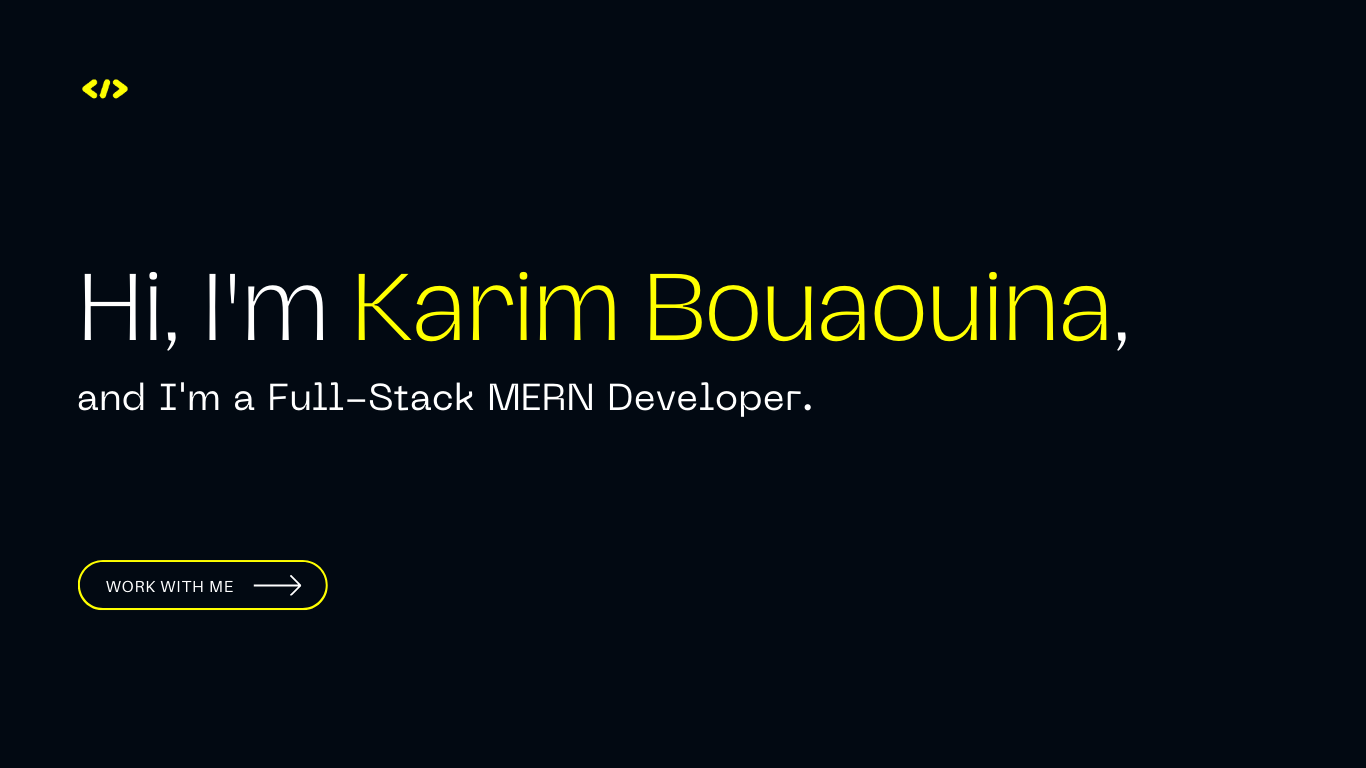 </>
Hi, I'm Karim Bouaouina,
and I'm a Full-Stack MERN Developer.
WORK WITH ME